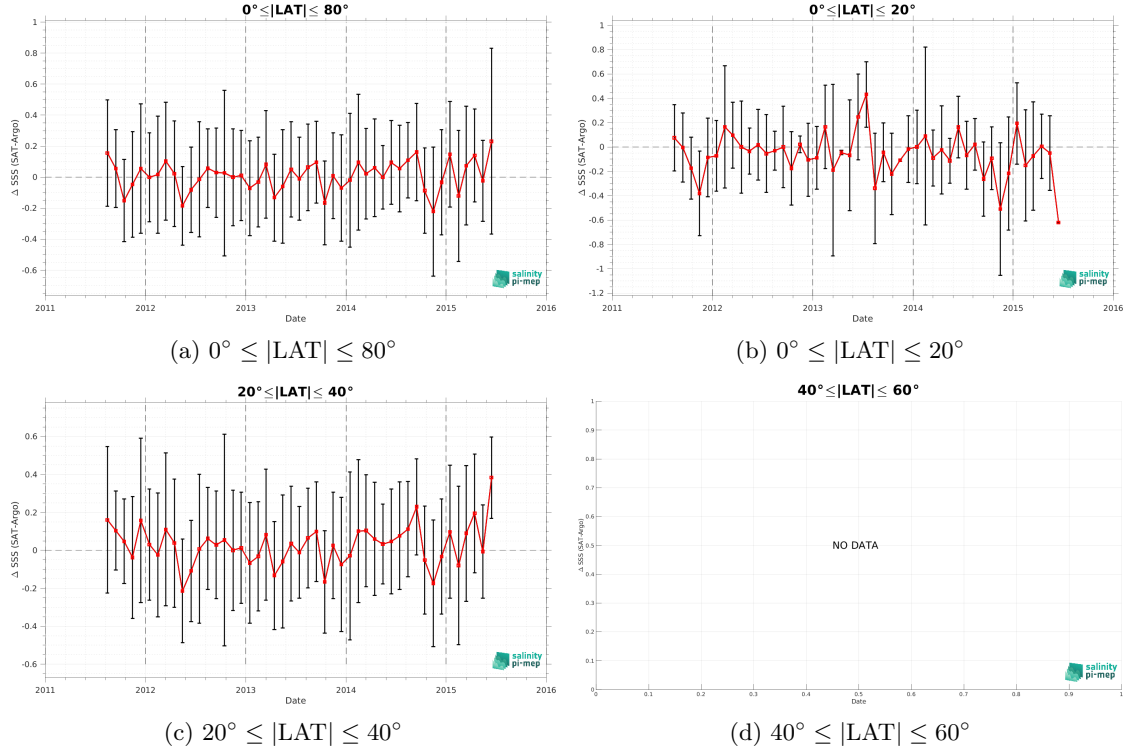 0°≤|LAT|≤ 80°
1
0.8
0.6
0.4
0.2
0
-0.2
-0.4
-0.6
Δ SSS (SAT-Argo)
2011 2012 2013 2014 2015 2016
Date
salinity
pi-mep
(a) 0° ≤ |LAT| ≤ 80°
0°≤|LAT|≤ 20°
1
0.8
0.6
0.4
0.2
0
-0.2
-0.4
-0.6
-0.8
-1
-1.2
Δ SSS (SAT-Argo)
2011 2012 2013 2014 2015 2016
Date
salinity
pi-mep
(b) 0° ≤ |LAT| ≤ 20°
20°≤|LAT|≤ 40°
0.6
0.4
0.2
0
-0.2
-0.4
-0.6
Δ SSS (SAT-Argo)
2011 2012 2013 2014 2015 2016
Date
salinity
pi-mep
(c) 20° ≤ |LAT| ≤ 40°
40°≤|LAT|≤ 60°
1
0.9
0.8
0.7
0.6
0.5
0.4
0.3
0.2
0.1
0
Δ SSS (SAT-Argo)
NO DATA
0 0.1 0.2 0.3 0.4 0.5 0.6 0.7 0.8 0.9 1
Date
salinity
pi-mep
(d) 40° ≤ |LAT| ≤ 60°